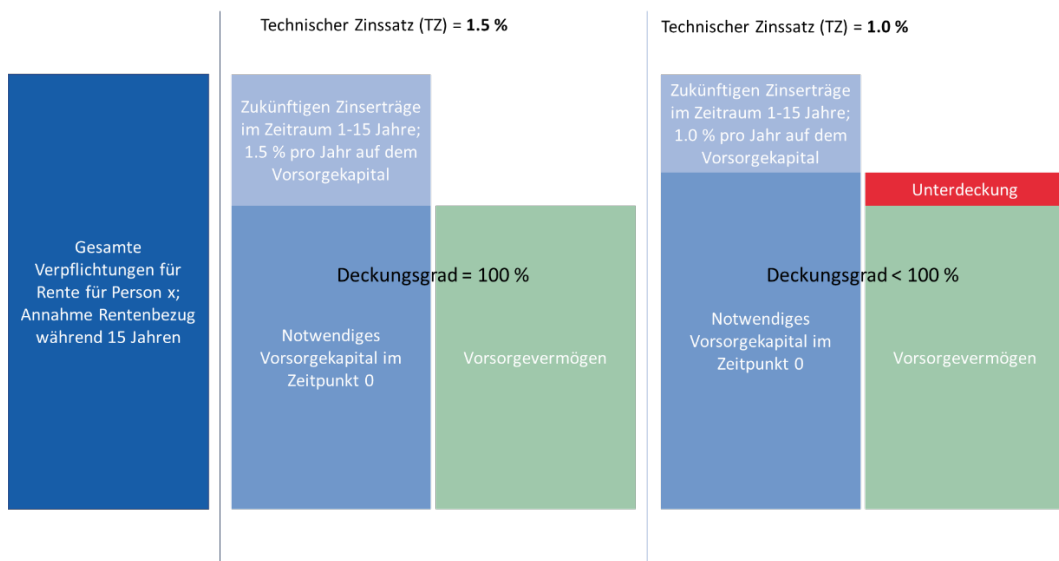 Technischer Zinssatz (TZ) = 1.5 %
Technischer Zinssatz (TZ) = 1.0 %
Gesamte
Verpflichtungen für
Rente für Person x;
Annahme Rentenbezug
während 15 Jahren
Zukünftigen Zinserträge
im Zeitraum 1-15 Jahre;
1.5 % pro Jahr auf dem
Vorsorgekapital
Deckungsgrad = 100 %
Notwendiges
Vorsorgekapital im
Zeitpunkt 0
Vorsorgevermögen
Zukünftigen Zinserträge
im Zeitraum 1-15 Jahre;
1.0 % pro Jahr auf dem
Vorsorgekapital
Unterdeckung
Deckungsgrad < 100 %
Notwendiges
Vorsorgekapital im
Zeitpunkt 0
Vorsorgevermögen